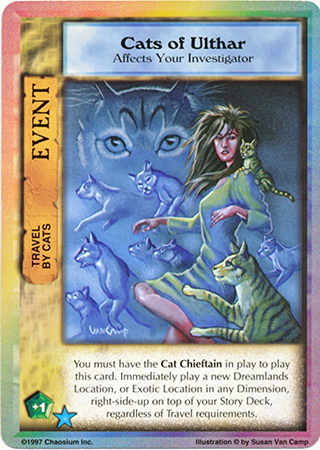 Cats of Ulthar
Affects Your Investigator
EVENT
TRAVEL
BY CATS
VANCAMP
You must have the Cat Chieftain in play to play
this card. Immediately play a new Dreamlands
Location, or Exotic Location in any Dimension,
right-side-up on top of your Story Deck,
regardless of Travel requirements.
+1
©1997 Chaosium Inc.
Illustration © by Susan Van Camp